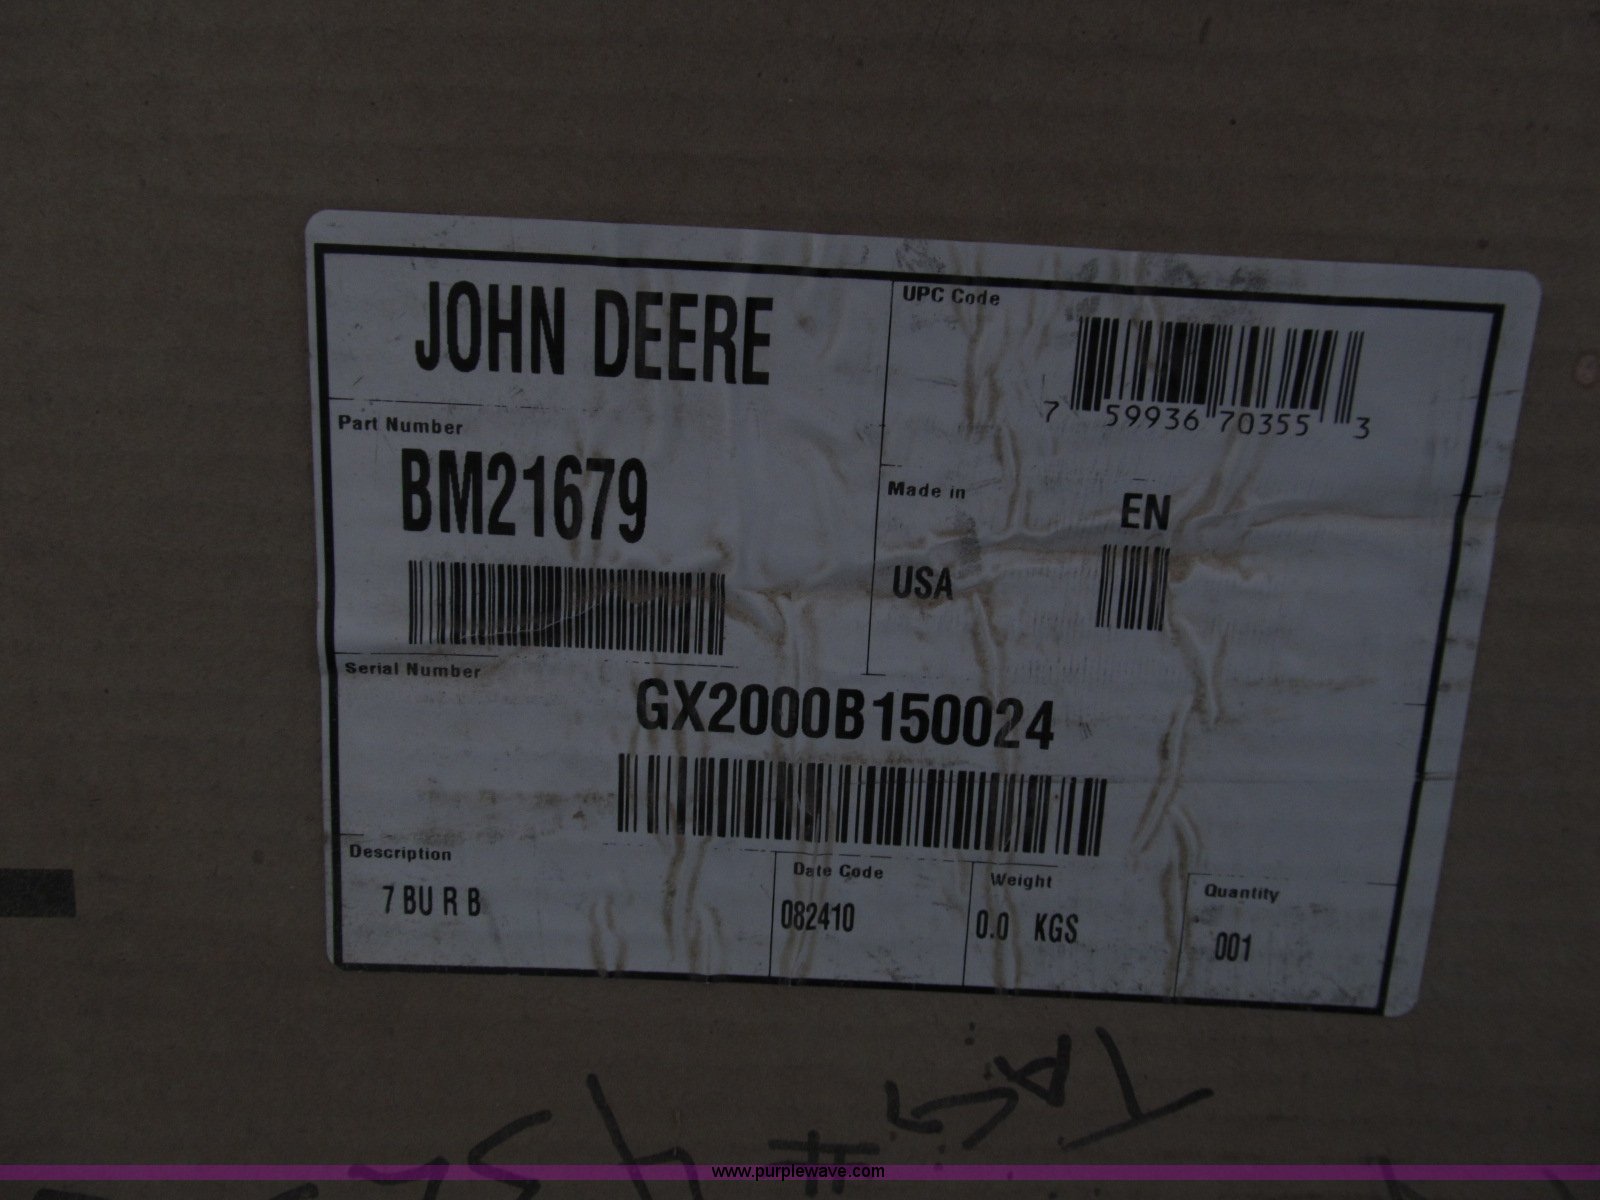 JOHN DEERE
UPC Code
7 59936 70355 3
Part Number
BM21679
Made in
EN
USA
Serial Number
GX2000B150024
Description
7 BU R B
Date Code
082410
Weight
0.0 KGS
Quantity
001
TAG #
www.purplewave.com